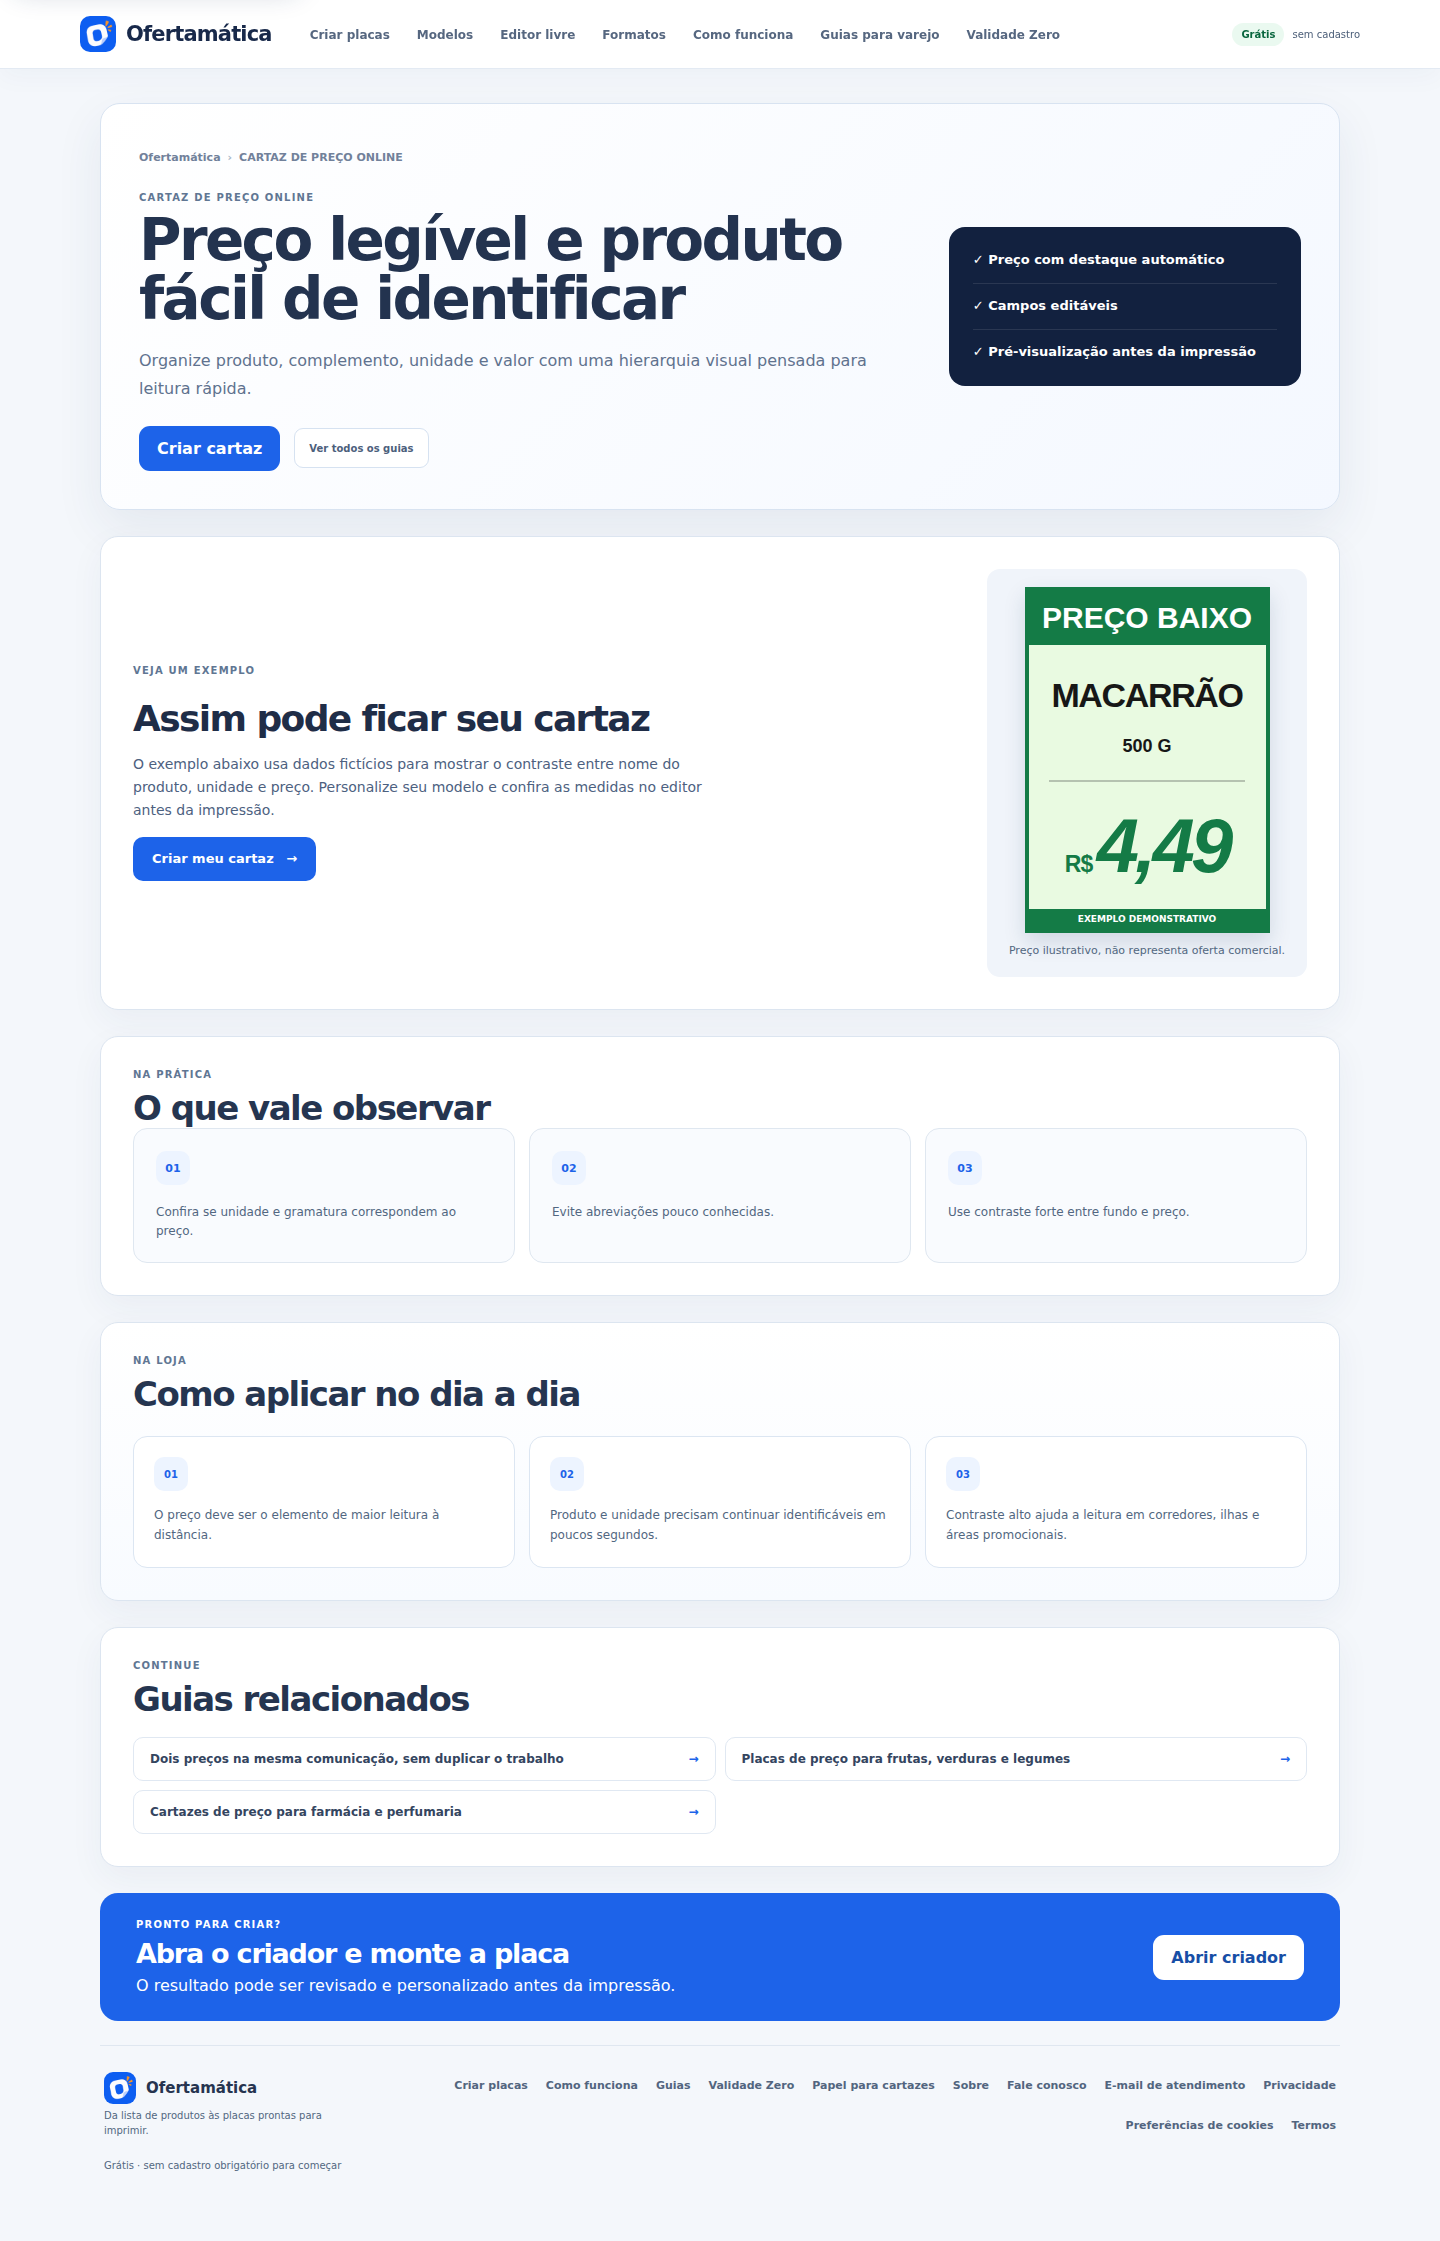 Ofertamática
Criar placas Modelos Editor livre Formatos Como funciona Guias para varejo Validade Zero
Grátis sem cadastro
Ofertamática › CARTAZ DE PREÇO ONLINE
CARTAZ DE PREÇO ONLINE
Preço legível e produto
fácil de identificar
Organize produto, complemento, unidade e valor com uma hierarquia visual pensada para
leitura rápida.
Criar cartaz Ver todos os guias
✓ Preço com destaque automático
✓ Campos editáveis
✓ Pré-visualização antes da impressão
VEJA UM EXEMPLO
Assim pode ficar seu cartaz
O exemplo abaixo usa dados fictícios para mostrar o contraste entre nome do
produto, unidade e preço. Personalize seu modelo e confira as medidas no editor
antes da impressão.
Criar meu cartaz →
PREÇO BAIXO
MACARRÃO
500 G
R$ 4,49
EXEMPLO DEMONSTRATIVO
Preço ilustrativo, não representa oferta comercial.
NA PRÁTICA
O que vale observar
01
Confira se unidade e gramatura correspondem ao
preço.
02
Evite abreviações pouco conhecidas.
03
Use contraste forte entre fundo e preço.
NA LOJA
Como aplicar no dia a dia
01
O preço deve ser o elemento de maior leitura à
distância.
02
Produto e unidade precisam continuar identificáveis em
poucos segundos.
03
Contraste alto ajuda a leitura em corredores, ilhas e
áreas promocionais.
CONTINUE
Guias relacionados
Dois preços na mesma comunicação, sem duplicar o trabalho →
Placas de preço para frutas, verduras e legumes →
Cartazes de preço para farmácia e perfumaria →
PRONTO PARA CRIAR?
Abra o criador e monte a placa
O resultado pode ser revisado e personalizado antes da impressão.
Abrir criador
Ofertamática
Da lista de produtos às placas prontas para
imprimir.
Grátis · sem cadastro obrigatório para começar
Criar placas Como funciona Guias Validade Zero Papel para cartazes Sobre Fale conosco E-mail de atendimento Privacidade
Preferências de cookies Termos